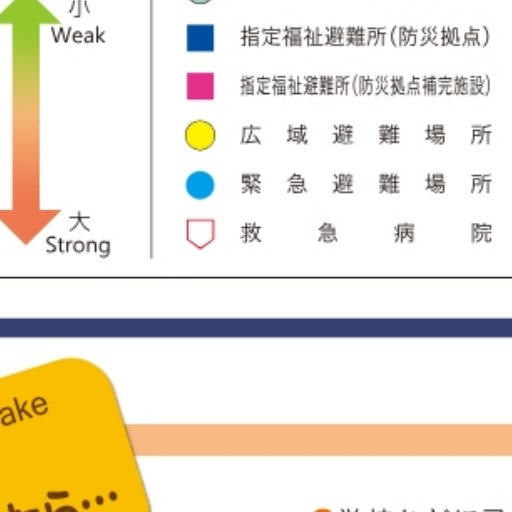 小
Weak
指定福祉避難所(防災拠点)
指定福祉避難所(防災拠点補完施設)
広域避難場所
緊急避難場所
大
Strong
救急病院
ake
ら…